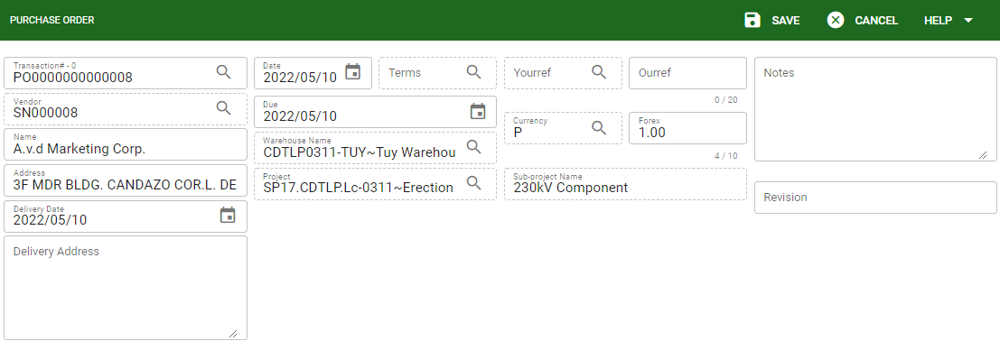 PURCHASE ORDER
SAVE
CANCEL
HELP
Transaction# - 0
PO0000000000008
Vendor
SN000008
Name
A.v.d Marketing Corp.
Address
3F MDR BLDG. CANDAZO COR.L. DE
Delivery Date
2022/05/10
Delivery Address
Date
2022/05/10
Terms
Due
2022/05/10
Warehouse Name
CDTLP0311-TUY~Tuy Warehou
Project
SP17.CDTLP.Lc-0311~Erection
Yourref
Ourref
0 / 20
Currency
P
Forex
1.00
4 / 10
Sub-project Name
230kV Component
Notes
Revision